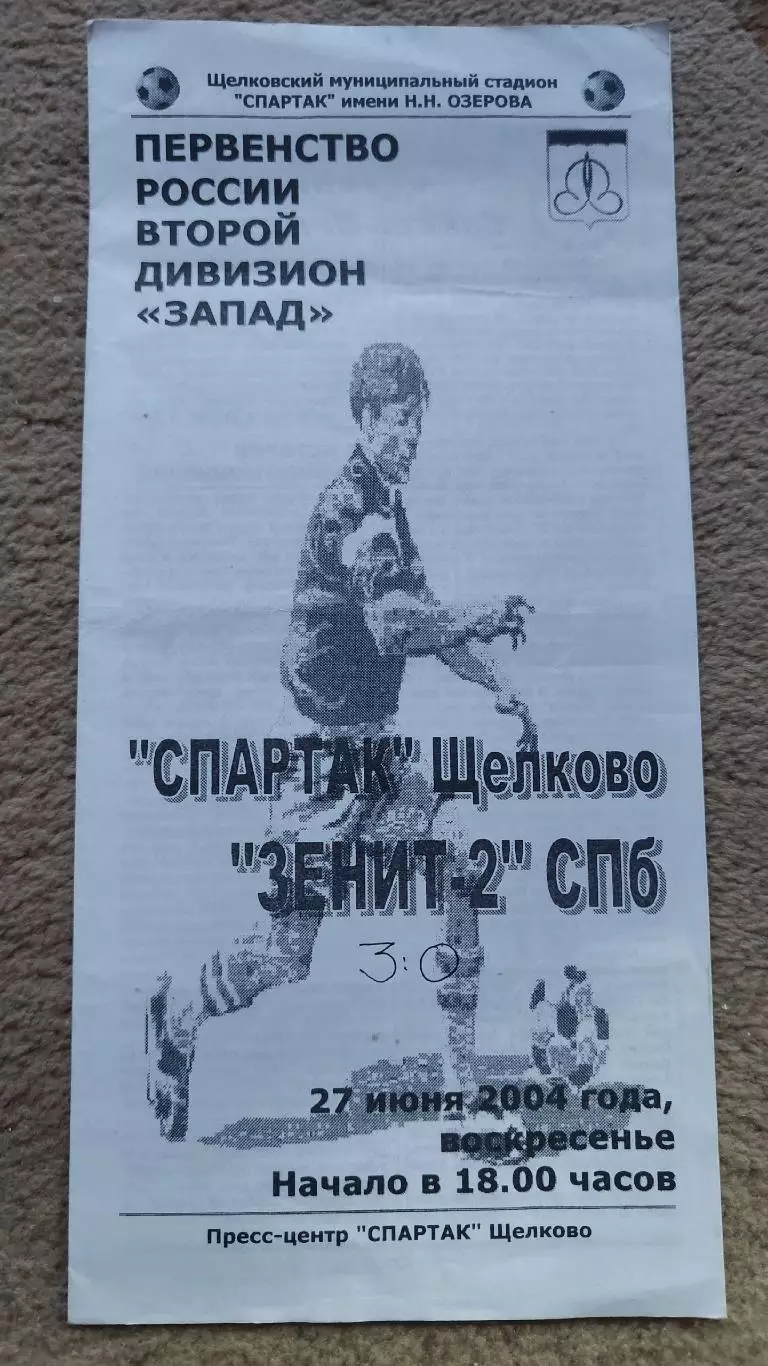 Щелковский муниципальный стадион
"СПАРТАК" имени Н.Н. ОЗЕРОВА
ПЕРВЕНСТВО
РОССИИ
ВТОРОЙ
ДИВИЗИОН
«ЗАПАД»
"СПАРТАК" Щелково
"ЗЕНИТ-2" СПб
3:0
27 июня 2004 года,
воскресенье
Начало в 18.00 часов
Пресс-центр "СПАРТАК" Щелково